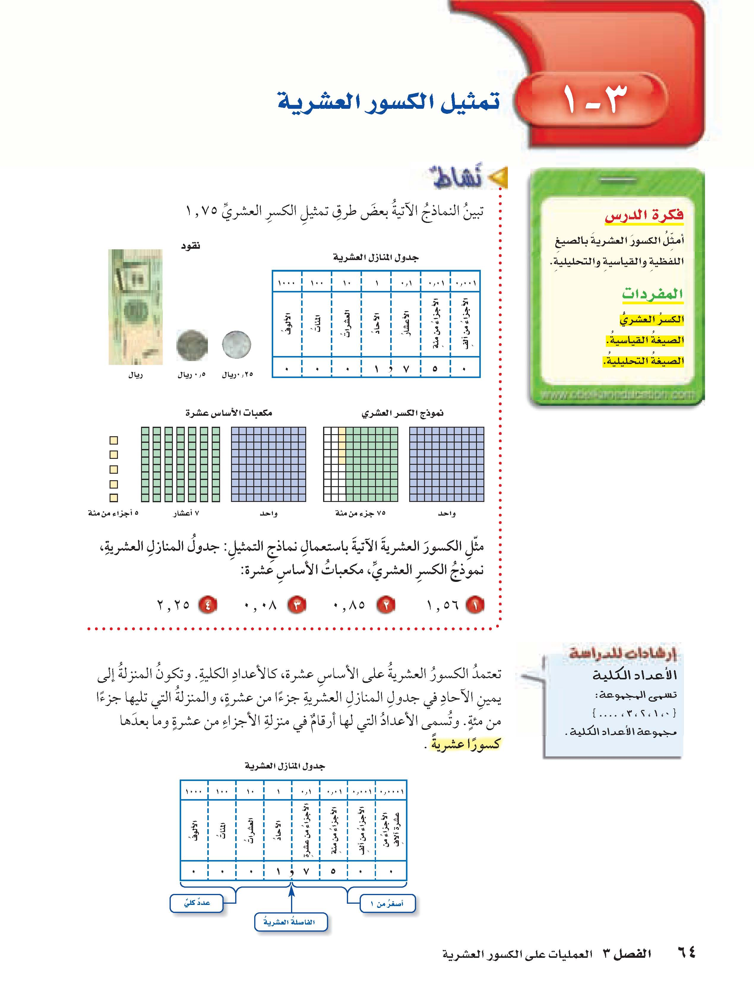 ٣-١
تمثيل الكسور العشرية
فكرة الدرس
أمثّلُ الكسورَ العشريةَ بالصيغِ
اللفظيةِ والقياسيةِ والتحليليةِ.
المفردات
الكسرُ العشريُّ
الصيغةُ القياسيةُ.
الصيغةُ التحليليةُ.
www.obeikaneducation.com
نَشاطٌ
تبينُ النماذجُ الآتيةُ بعضَ طرقِ تمثيلِ الكسرِ العشريِّ ١,٧٥
جدول المنازل العشرية
١٠٠٠ ١٠٠ ١٠ ١ ٠,١ ٠,٠١ ٠,٠٠١
الألوفُ المئاتُ العشراتُ الآحادُ الأعشارُ الأجزاءُ من مئةِ الأجزاءُ من ألفِ
٠ ٠ ٠ ١ , ٧ ٥ ٠
نقود
٠,٢٥ ريال ٠,٥ ريال ريال
نموذج الكسر العشري
واحد ٧٥ جزء من مئة
مكعبات الأساس عشرة
واحد ٧ أعشار ٥ أجزاء من مئة
مثّلِ الكسورَ العشريةَ الآتيةَ باستعمالِ نماذجِ التمثيلِ: جدولُ المنازلِ العشريةِ،
نموذجُ الكسرِ العشريِّ، مكعباتُ الأساسِ عشرة:
١ ١,٥٦ ٢ ٠,٨٥ ٣ ٠,٠٨ ٤ ٢,٢٥
إرشادات للدراسة
الأعداد الكلية
تسمى المجموعة:
{٠، ١، ٢، ٣، ....}
مجموعة الأعداد الكلية.
تعتمدُ الكسورُ العشريةُ على الأساسِ عشرة، كالأعدادِ الكليةِ. وتكونُ المنزلةُ إلى
يمينِ الآحادِ في جدولِ المنازلِ العشريةِ جزءًا من عشرةٍ، والمنزلةُ التي تليها جزءًا
من مئةٍ. وتُسمى الأعدادُ التي لها أرقامٌ في منزلةِ الأجزاءِ من عشرةٍ وما بعدَها
كسورًا عشريةً .
جدول المنازل العشرية
١٠٠٠ ١٠٠ ١٠ ١ ٠,١ ٠,٠١ ٠,٠٠١ ٠,٠٠٠١
الألوفُ المئاتُ العشراتُ الآحادُ الأجزاءُ من عشرةِ الأجزاءُ من مئةِ الأجزاءُ من ألفِ الأجزاءُ من عشرة آلافِ
٠ ٠ ٠ ١ , ٧ ٥ ٠ ٠
أصغرُ من ١
عددٌ كليٌّ
الفاصلةُ العشريةُ
٦٤ الفصل ٣ العمليات على الكسور العشرية